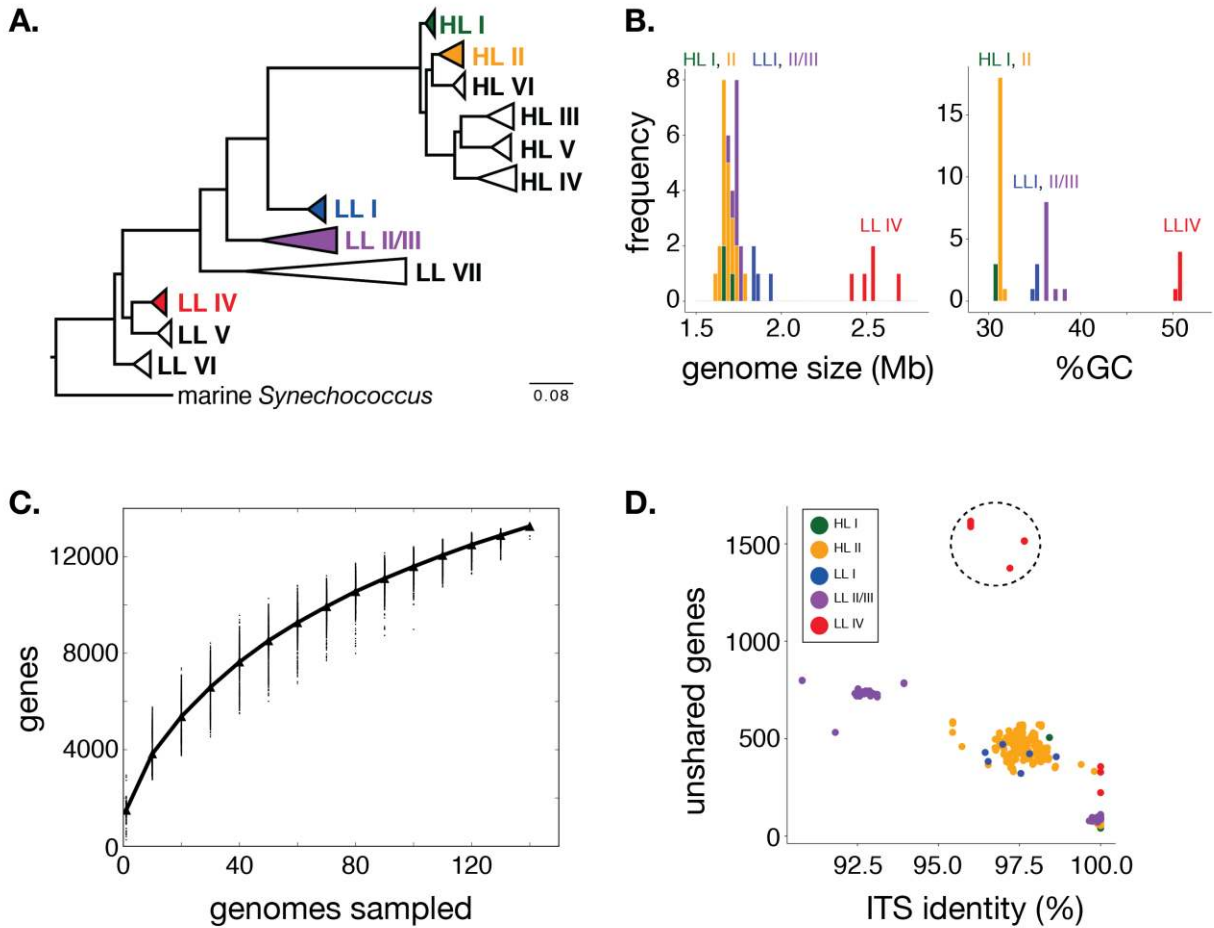 A.
HL I
HL II
HL VI
HL III
HL V
HL IV
LL I
LL II/III
LL VII
LL IV
LL V
LL VI
marine Synechococcus
0.08
B.
HL I, II LLI, II/III
8
6
4
2
0
frequency
LL IV
1.5 2.0 2.5
genome size (Mb)
HL I, II
15
10
5
0
LLI, II/III
LLIV
30 40 50
%GC
C.
12000
8000
4000
0
genes
0 40 80 120
genomes sampled
D.
HL I
HL II
LL I
LL II/III
LL IV
1500
1000
500
0
unshared genes
92.5 95.0 97.5 100.0
ITS identity (%)